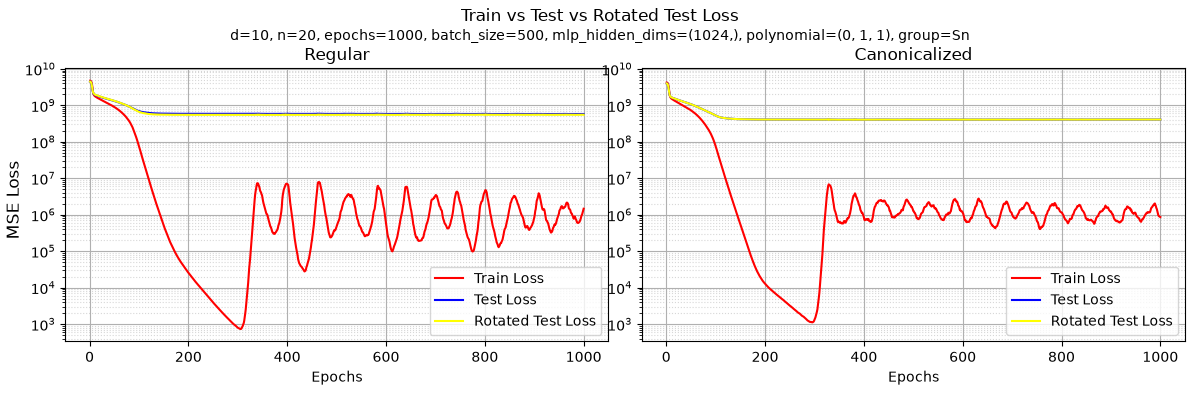 Train vs Test vs Rotated Test Loss
d=10, n=20, epochs=1000, batch_size=500, mlp_hidden_dims=(1024,), polynomial=(0, 1, 1), group=Sn
Regular
Canonicalized
MSE Loss
10^10
10^9
10^8
10^7
10^6
10^5
10^4
10^3
0 200 400 600 800 1000
Epochs
Train Loss
Test Loss
Rotated Test Loss
10^10
10^9
10^8
10^7
10^6
10^5
10^4
10^3
0 200 400 600 800 1000
Epochs
Train Loss
Test Loss
Rotated Test Loss